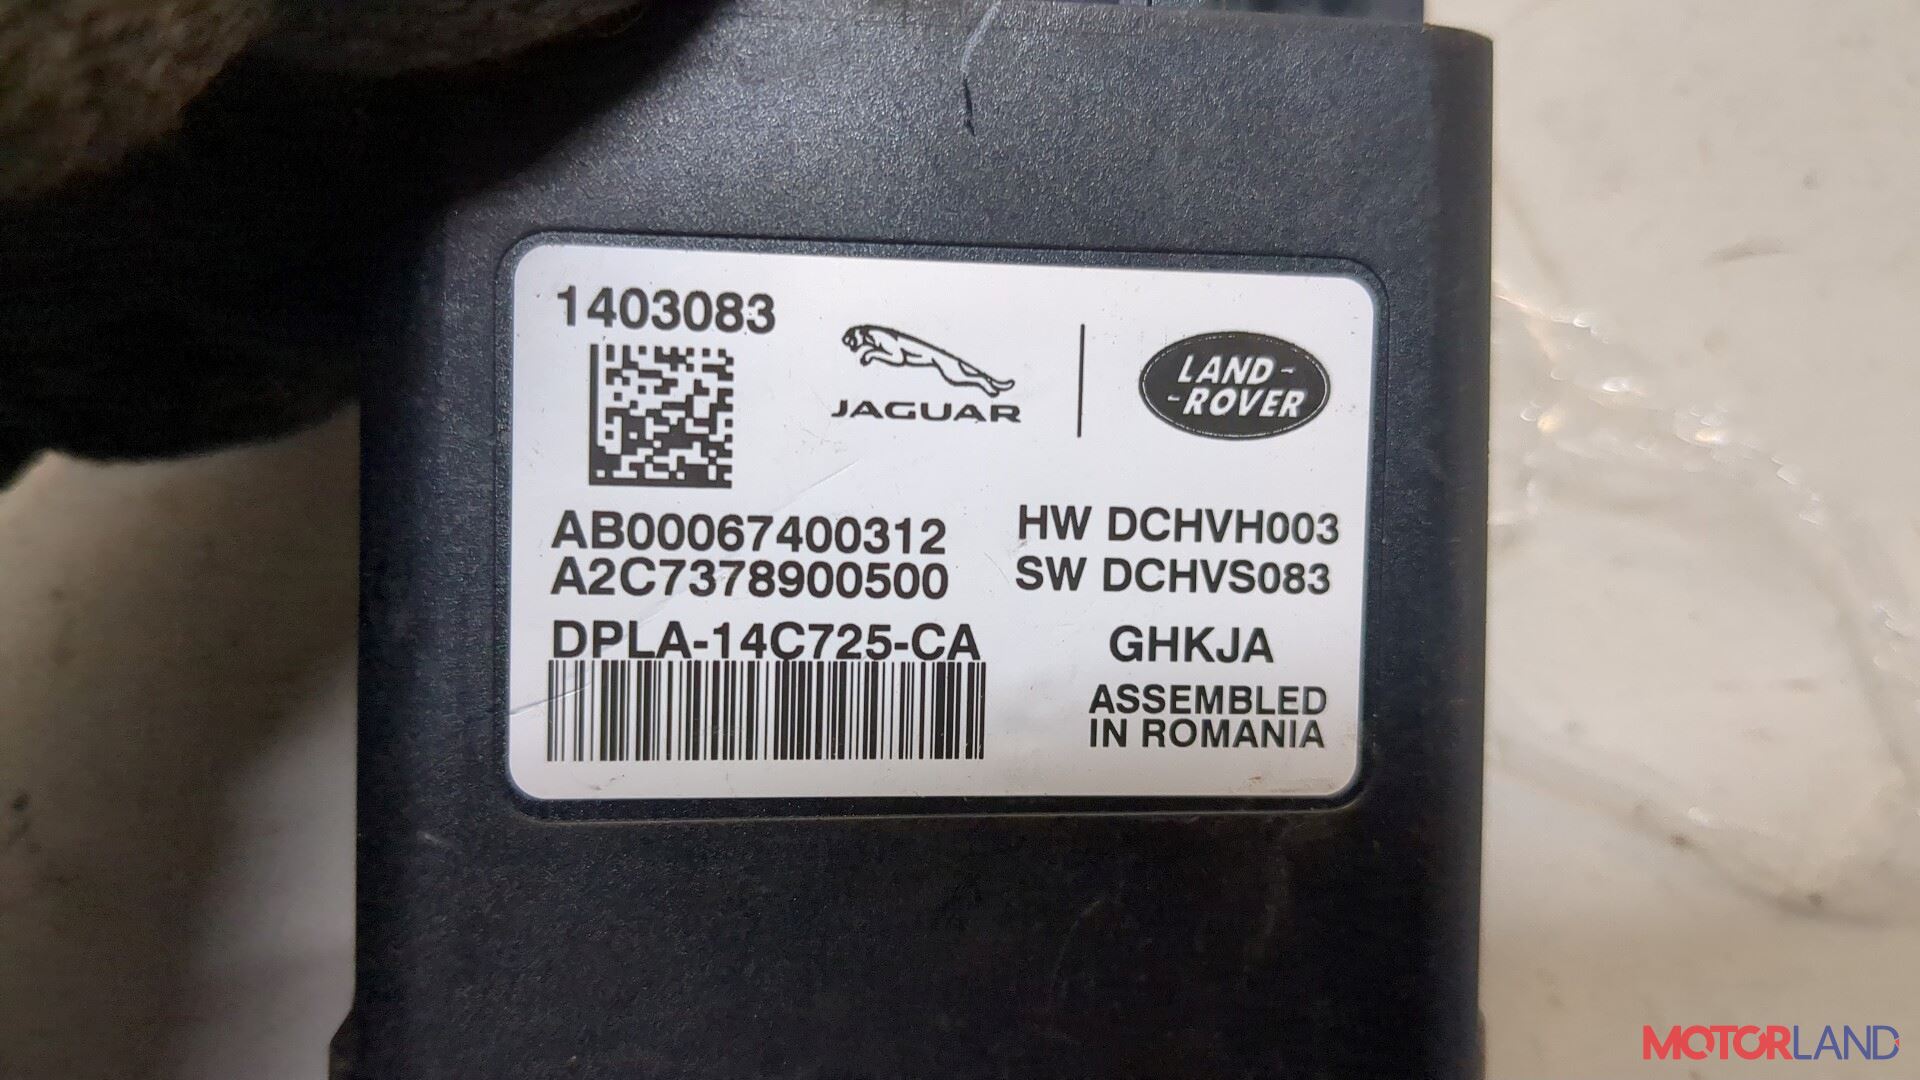 1403083
JAGUAR
LAND-
-ROVER
AB00067400312
A2C7378900500
HW DCHVH003
SW DCHVS083
DPLA-14C725-CA
GHKJA
ASSEMBLED
IN ROMANIA
MOTORLAND